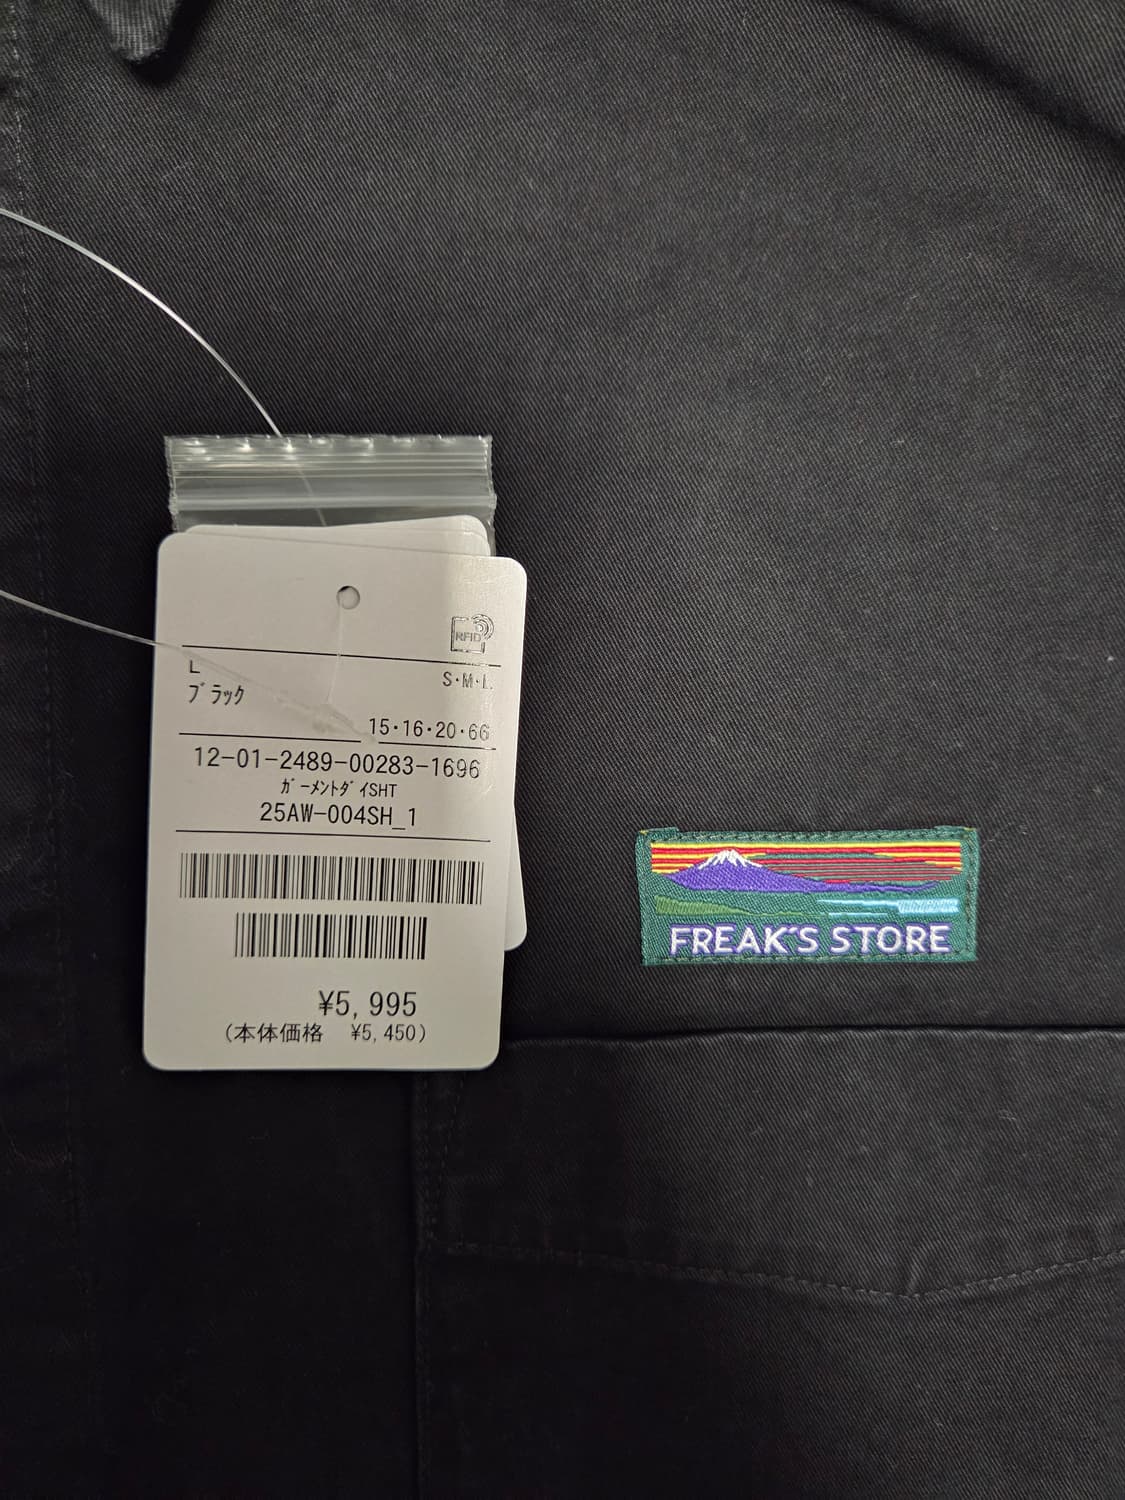 RFID
L
S・M・L
ブラック
15・16・20・66
12-01-2489-00283-1696
ガーメントダイSHT
25AW-004SH_1
¥5,995
(本体価格 ¥5,450)
FREAK'S STORE